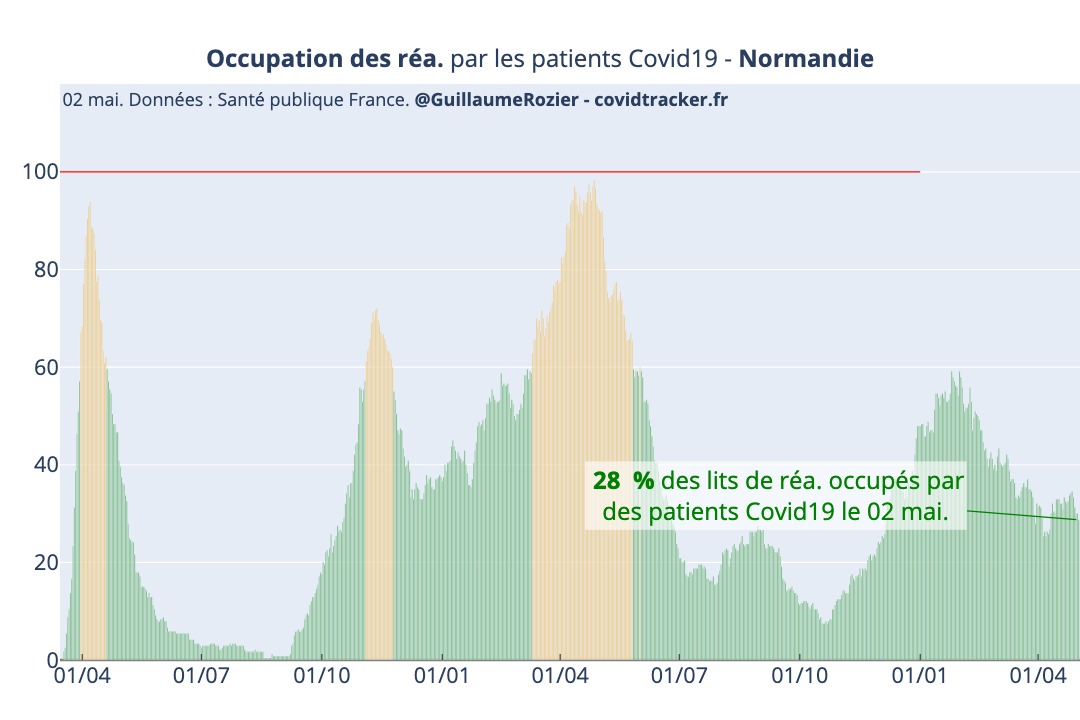 Occupation des réa. par les patients Covid19 - Normandie
02 mai. Données : Santé publique France. @GuillaumeRozier - covidtracker.fr
100
80
60
40
20
0
28 % des lits de réa. occupés par
des patients Covid19 le 02 mai.
01/04 01/07 01/10 01/01 01/04 01/07 01/10 01/01 01/04